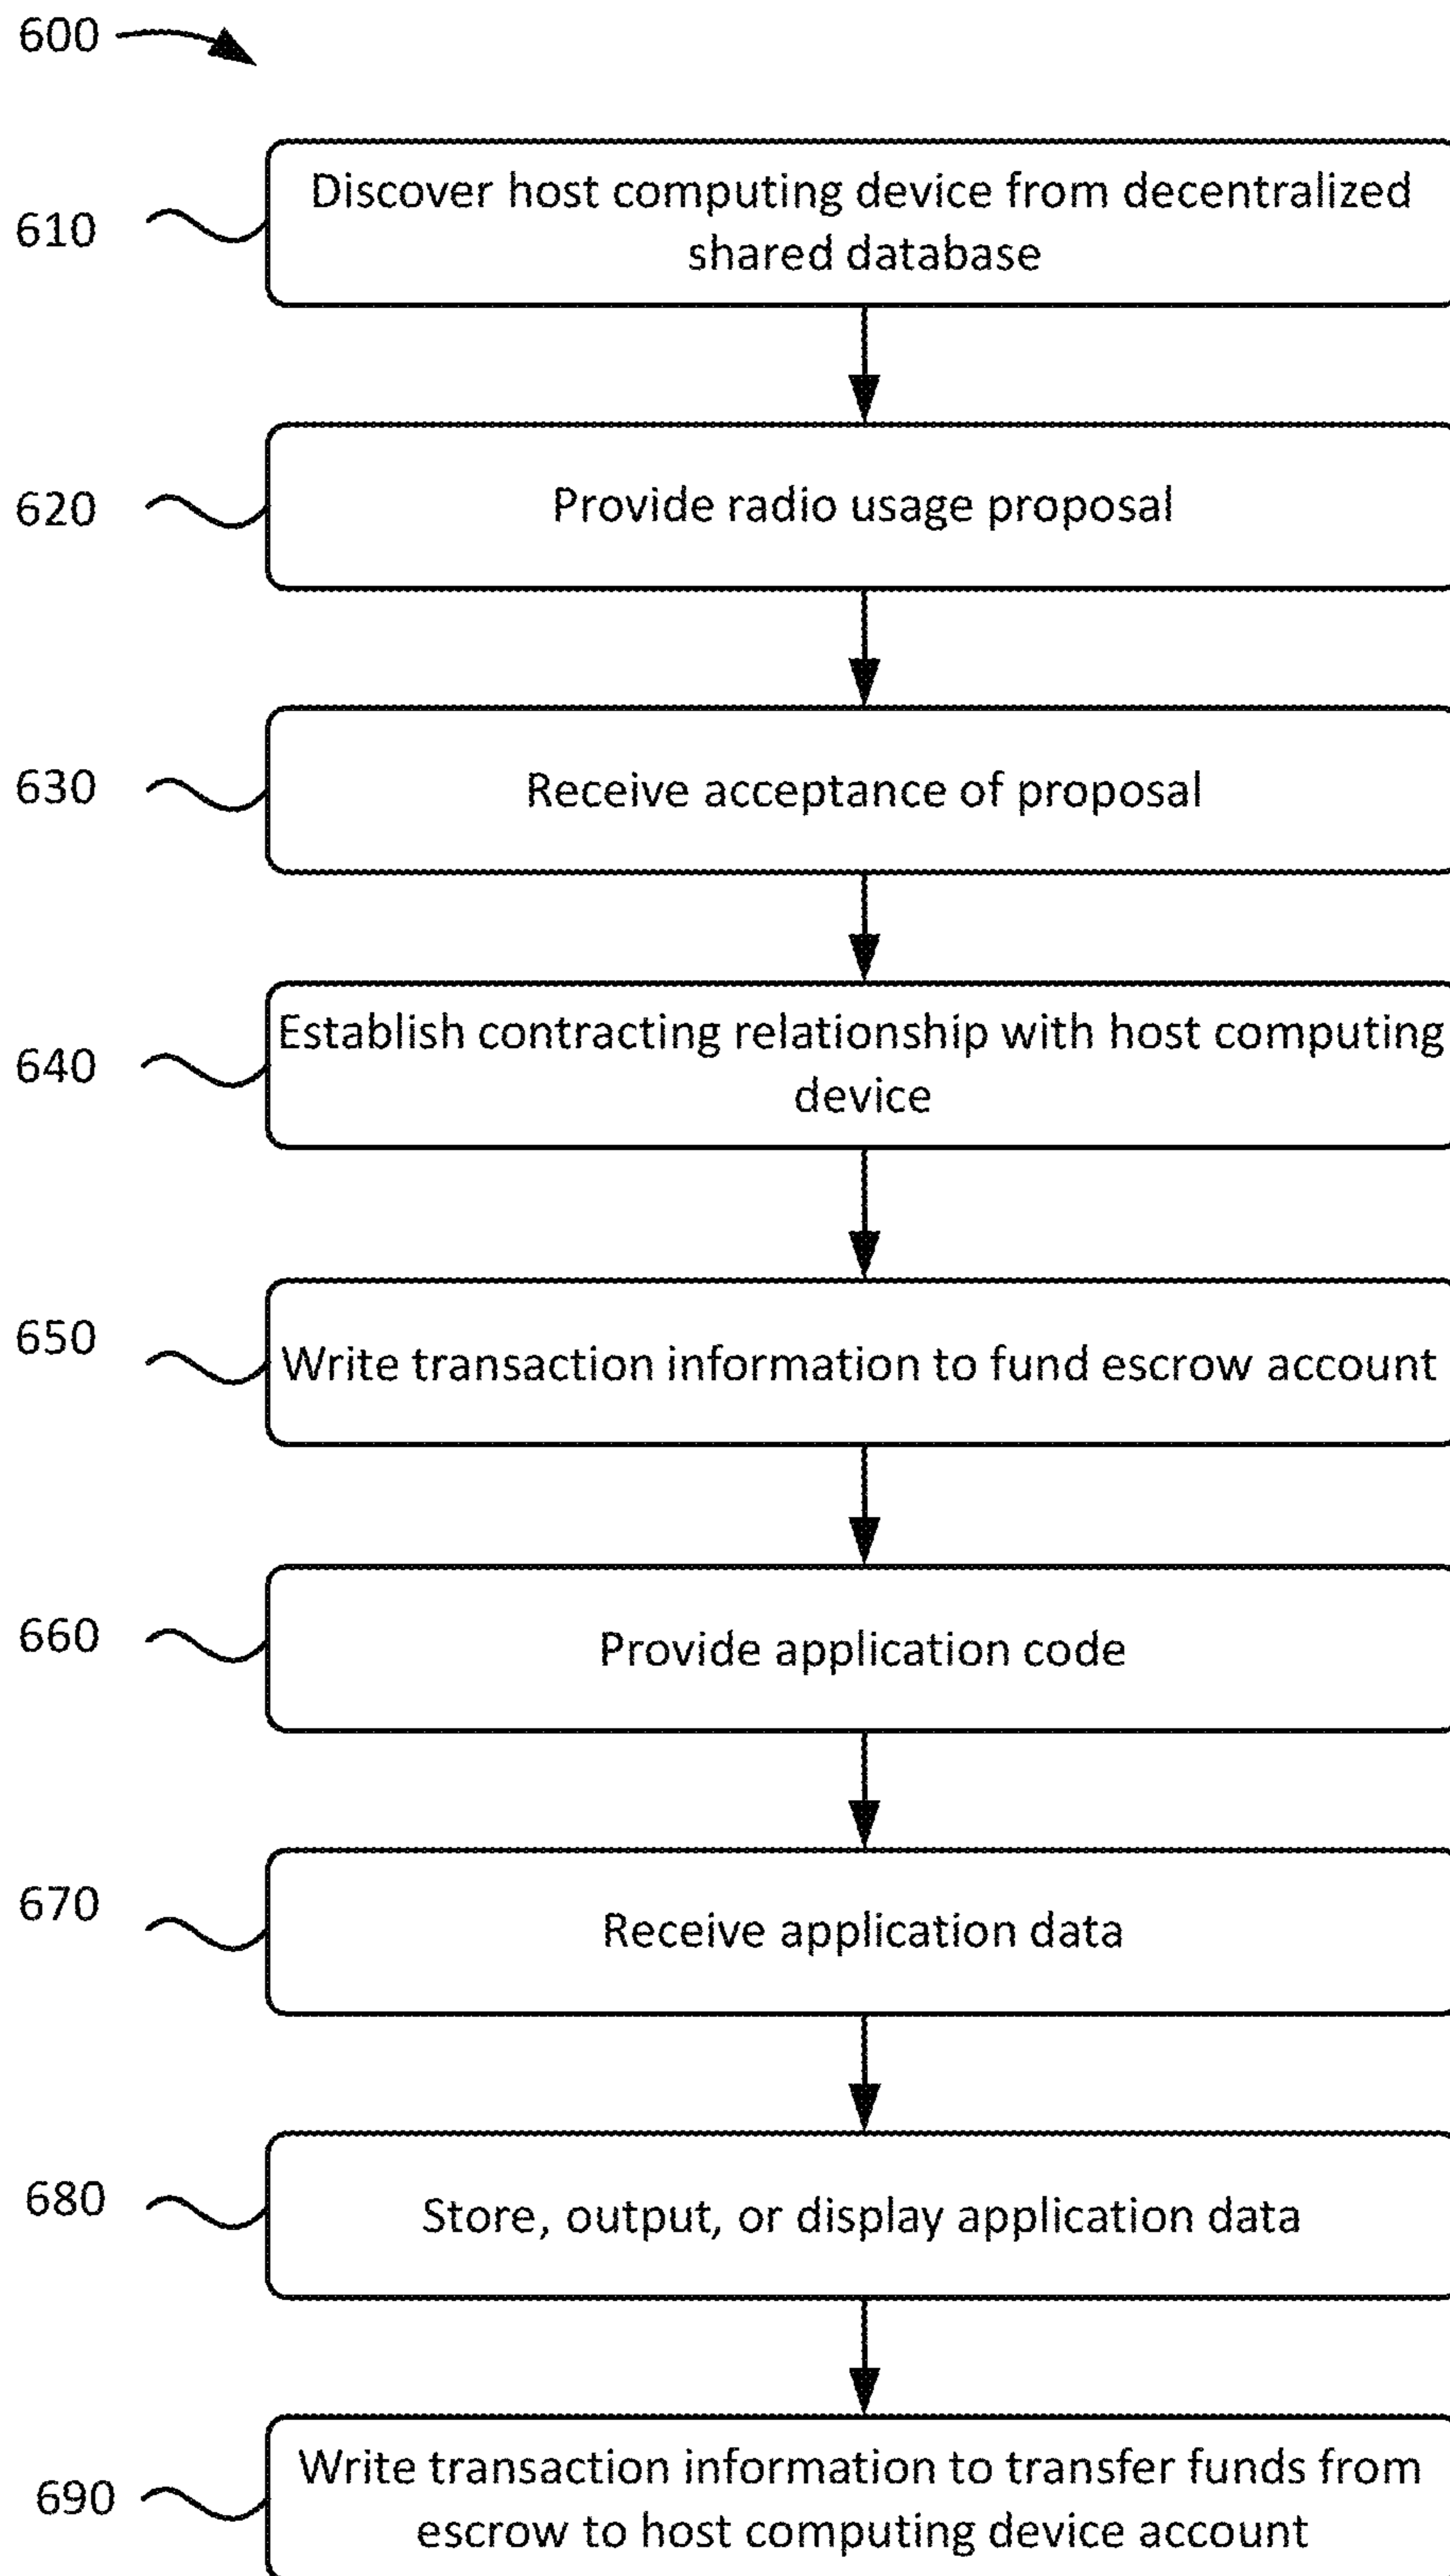 600
610
Discover host computing device from decentralized
shared database
620
Provide radio usage proposal
630
Receive acceptance of proposal
640
Establish contracting relationship with host computing
device
650
Write transaction information to fund escrow account
660
Provide application code
670
Receive application data
680
Store, output, or display application data
690
Write transaction information to transfer funds from
escrow to host computing device account